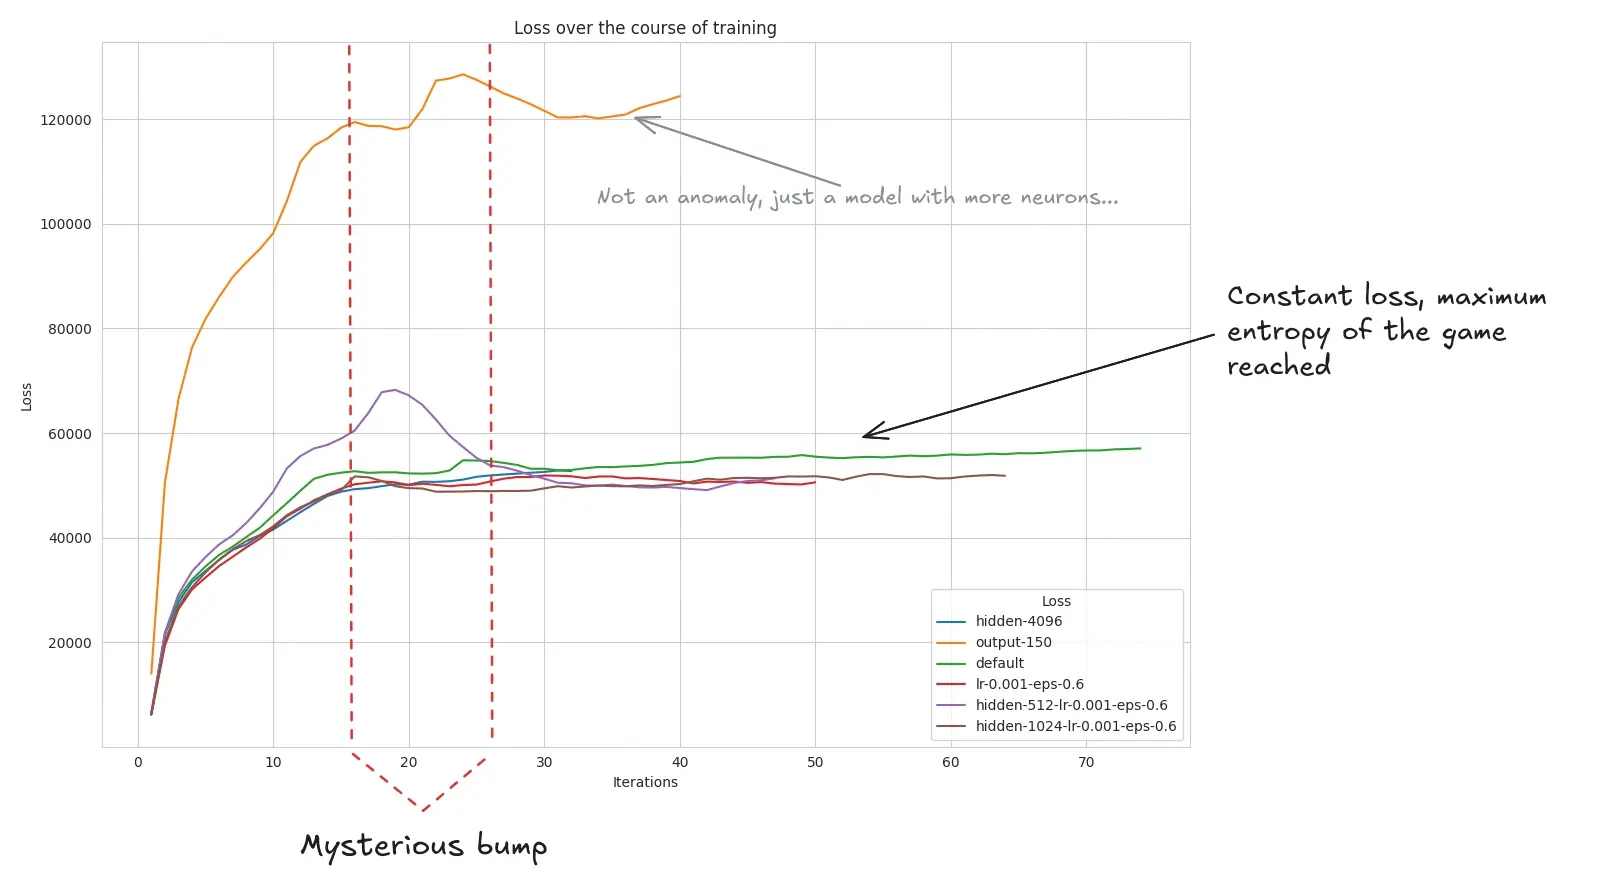 Loss over the course of training
120000
100000
80000
60000
40000
20000
Loss
Not an anomaly, just a model with more neurons...
Constant loss, maximum
entropy of the game
reached
Loss
hidden-4096
output-150
default
lr-0.001-eps-0.6
hidden-512-lr-0.001-eps-0.6
hidden-1024-lr-0.001-eps-0.6
0 10 20 30 40 50 60 70
Iterations
Mysterious bump